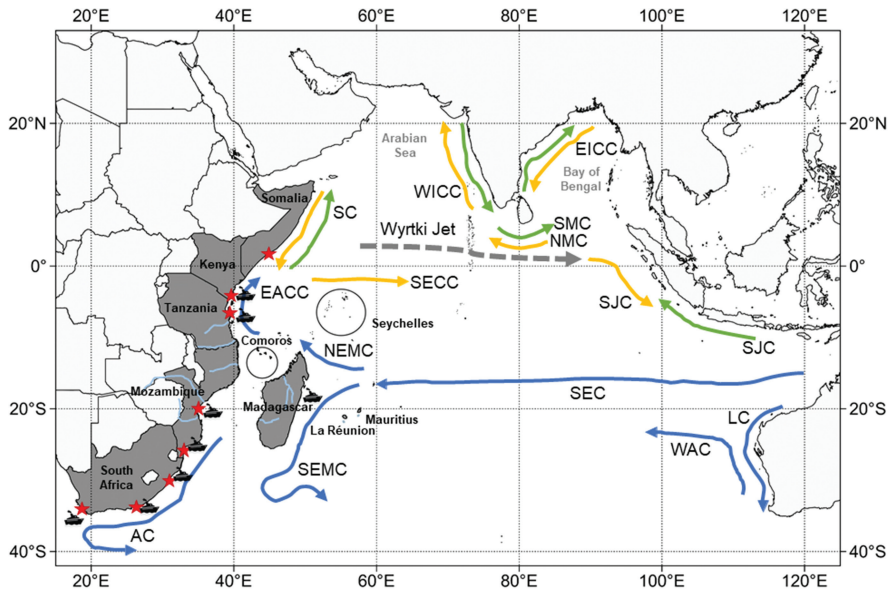 20°E 40°E 60°E 80°E 100°E 120°E
20°N 20°N
Arabian
Sea
EICC
Bay of
Bengal
WICC
Somalia
SC
SMC
Wyrtki Jet
NMC
Kenya
0° 0°
SECC
EACC
SJC
Tanzania
Seychelles
Comoros
NEMC
SJC
Mozambique
SEC
Madagascar
20°S 20°S
Mauritius
LC
La Réunion
WAC
South
Africa
SEMC
AC
40°S 40°S
20°E 40°E 60°E 80°E 100°E 120°E